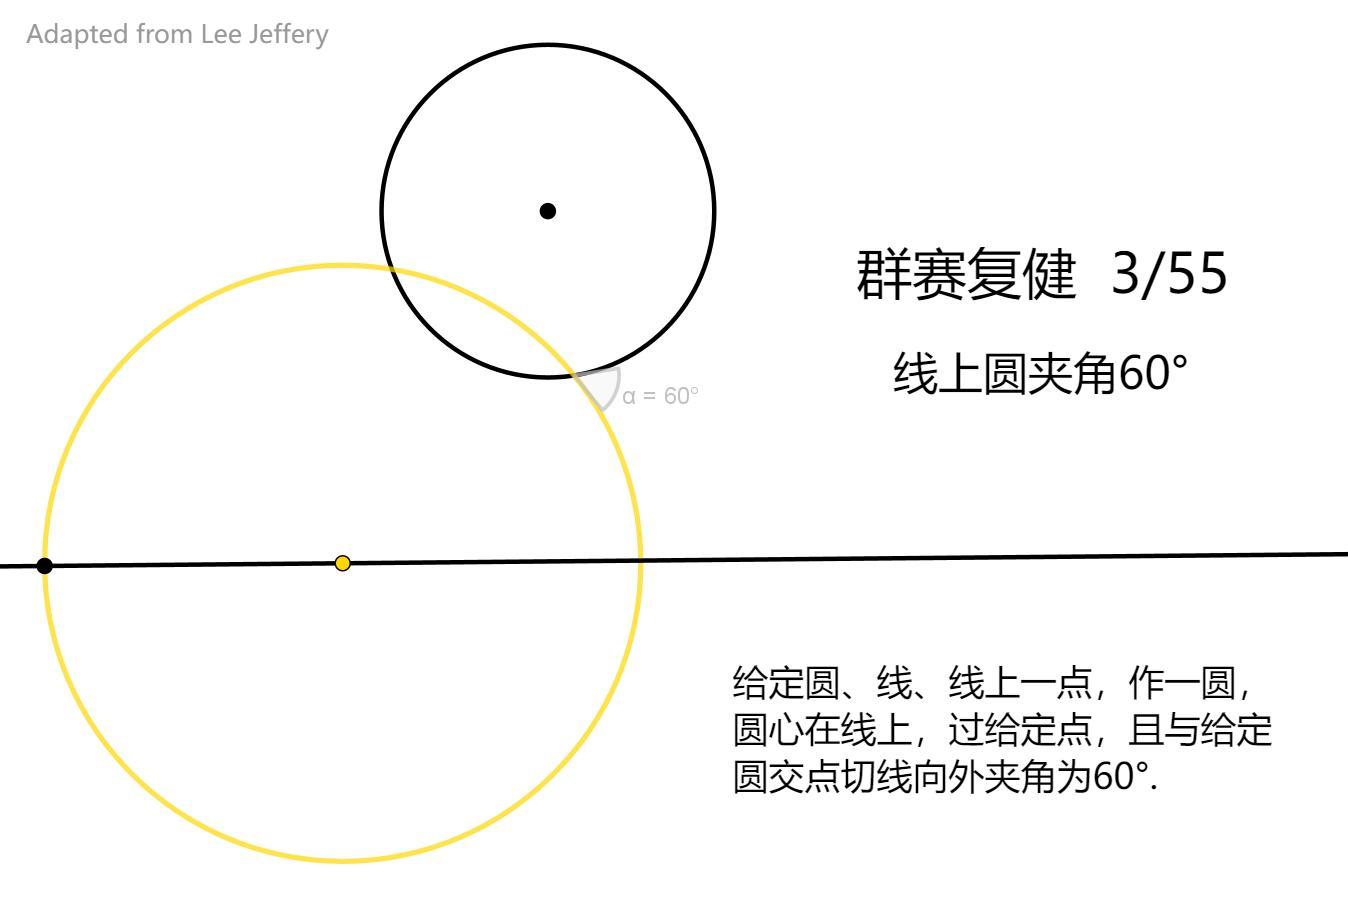 Adapted from Lee Jeffery
群赛复健 3/55
线上圆夹角60°
α = 60°
给定圆、线、线上一点，作一圆，
圆心在线上，过给定点，且与给定
圆交点切线向外夹角为60°.